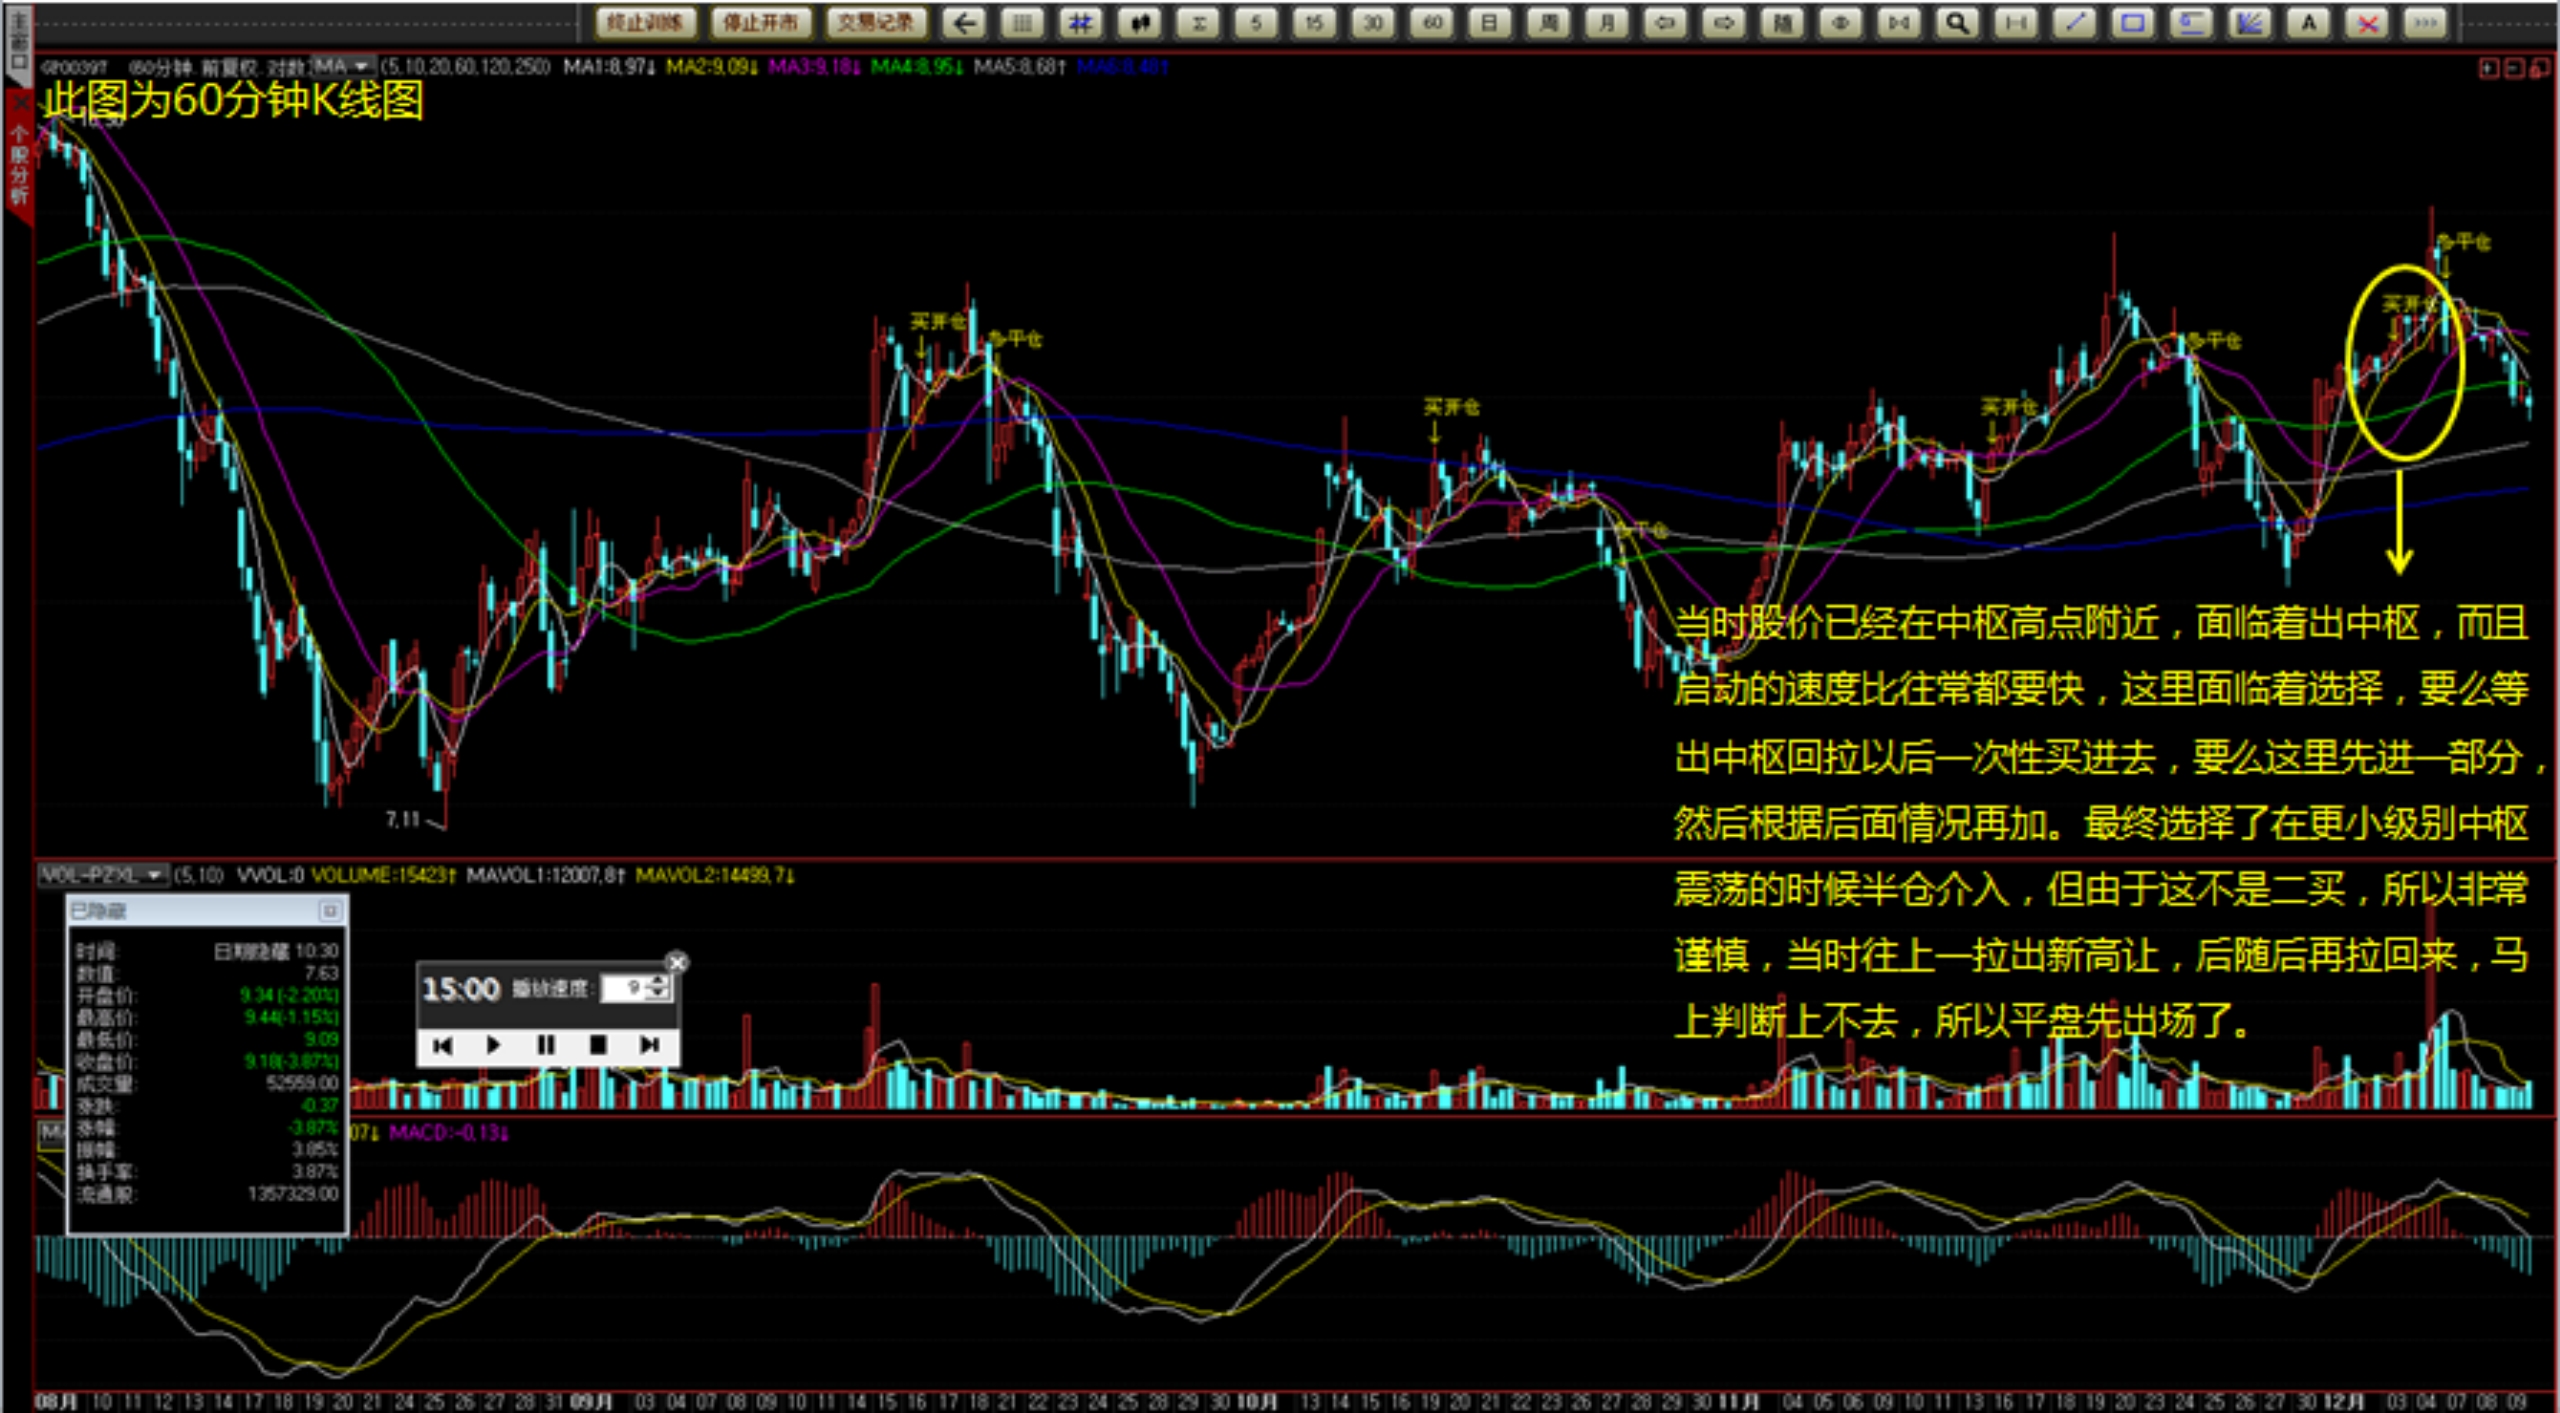 主窗口
终止训练 停止开市 交易记录 Σ 5 15 30 60 日 周 月 随 A
(60分钟.前复权.对数) MA (5,10,20,60,120,250) MA1:8.97↓ MA2:9.09↓ MA3:9.18↓ MA4:8.95↓ MA5:8.68↑ MA6:8.48↑
此图为60分钟K线图
个股分析
多平仓
买开仓
买开仓
多平仓
多平仓
买开仓
买开仓
多平仓
当时股价已经在中枢高点附近，面临着出中枢，而且
启动的速度比往常都要快，这里面临着选择，要么等
出中枢回拉以后一次性买进去，要么这里先进一部分，
然后根据后面情况再加。最终选择了在更小级别中枢
震荡的时候半仓介入，但由于这不是二买，所以非常
谨慎，当时往上一拉出新高让，后随后再拉回来，马
上判断上不去，所以平盘先出场了。
7.11
VOL-PZXL (5,10) VVOL:0 VOLUME:15423↑ MAVOL1:12007.8↑ MAVOL2:14499.7↓
已隐藏
时间: 日期隐藏 10:30
数值: 7.63
开盘价: 9.34 (-2.20%)
最高价: 9.44(-1.15%)
最低价: 9.09
收盘价: 9.18(-3.87%)
成交量: 52559.00
涨跌: -0.37
涨幅: -3.87%
振幅: 3.85%
换手率: 3.87%
流通股: 1357329.00
15:00 播放速度: 9
07↓ MACD:-0.13↓
08月 10 11 12 13 14 17 18 19 20 21 24 25 26 27 28 31 09月 03 04 07 08 09 10 11 14 15 16 17 18 21 22 23 24 25 28 29 30 10月 13 14 15 16 19 20 21 22 23 26 27 28 29 30 11月 04 05 06 09 10 11 12 13 16 17 18 19 20 23 24 25 26 27 30 12月 03 04 07 08 09